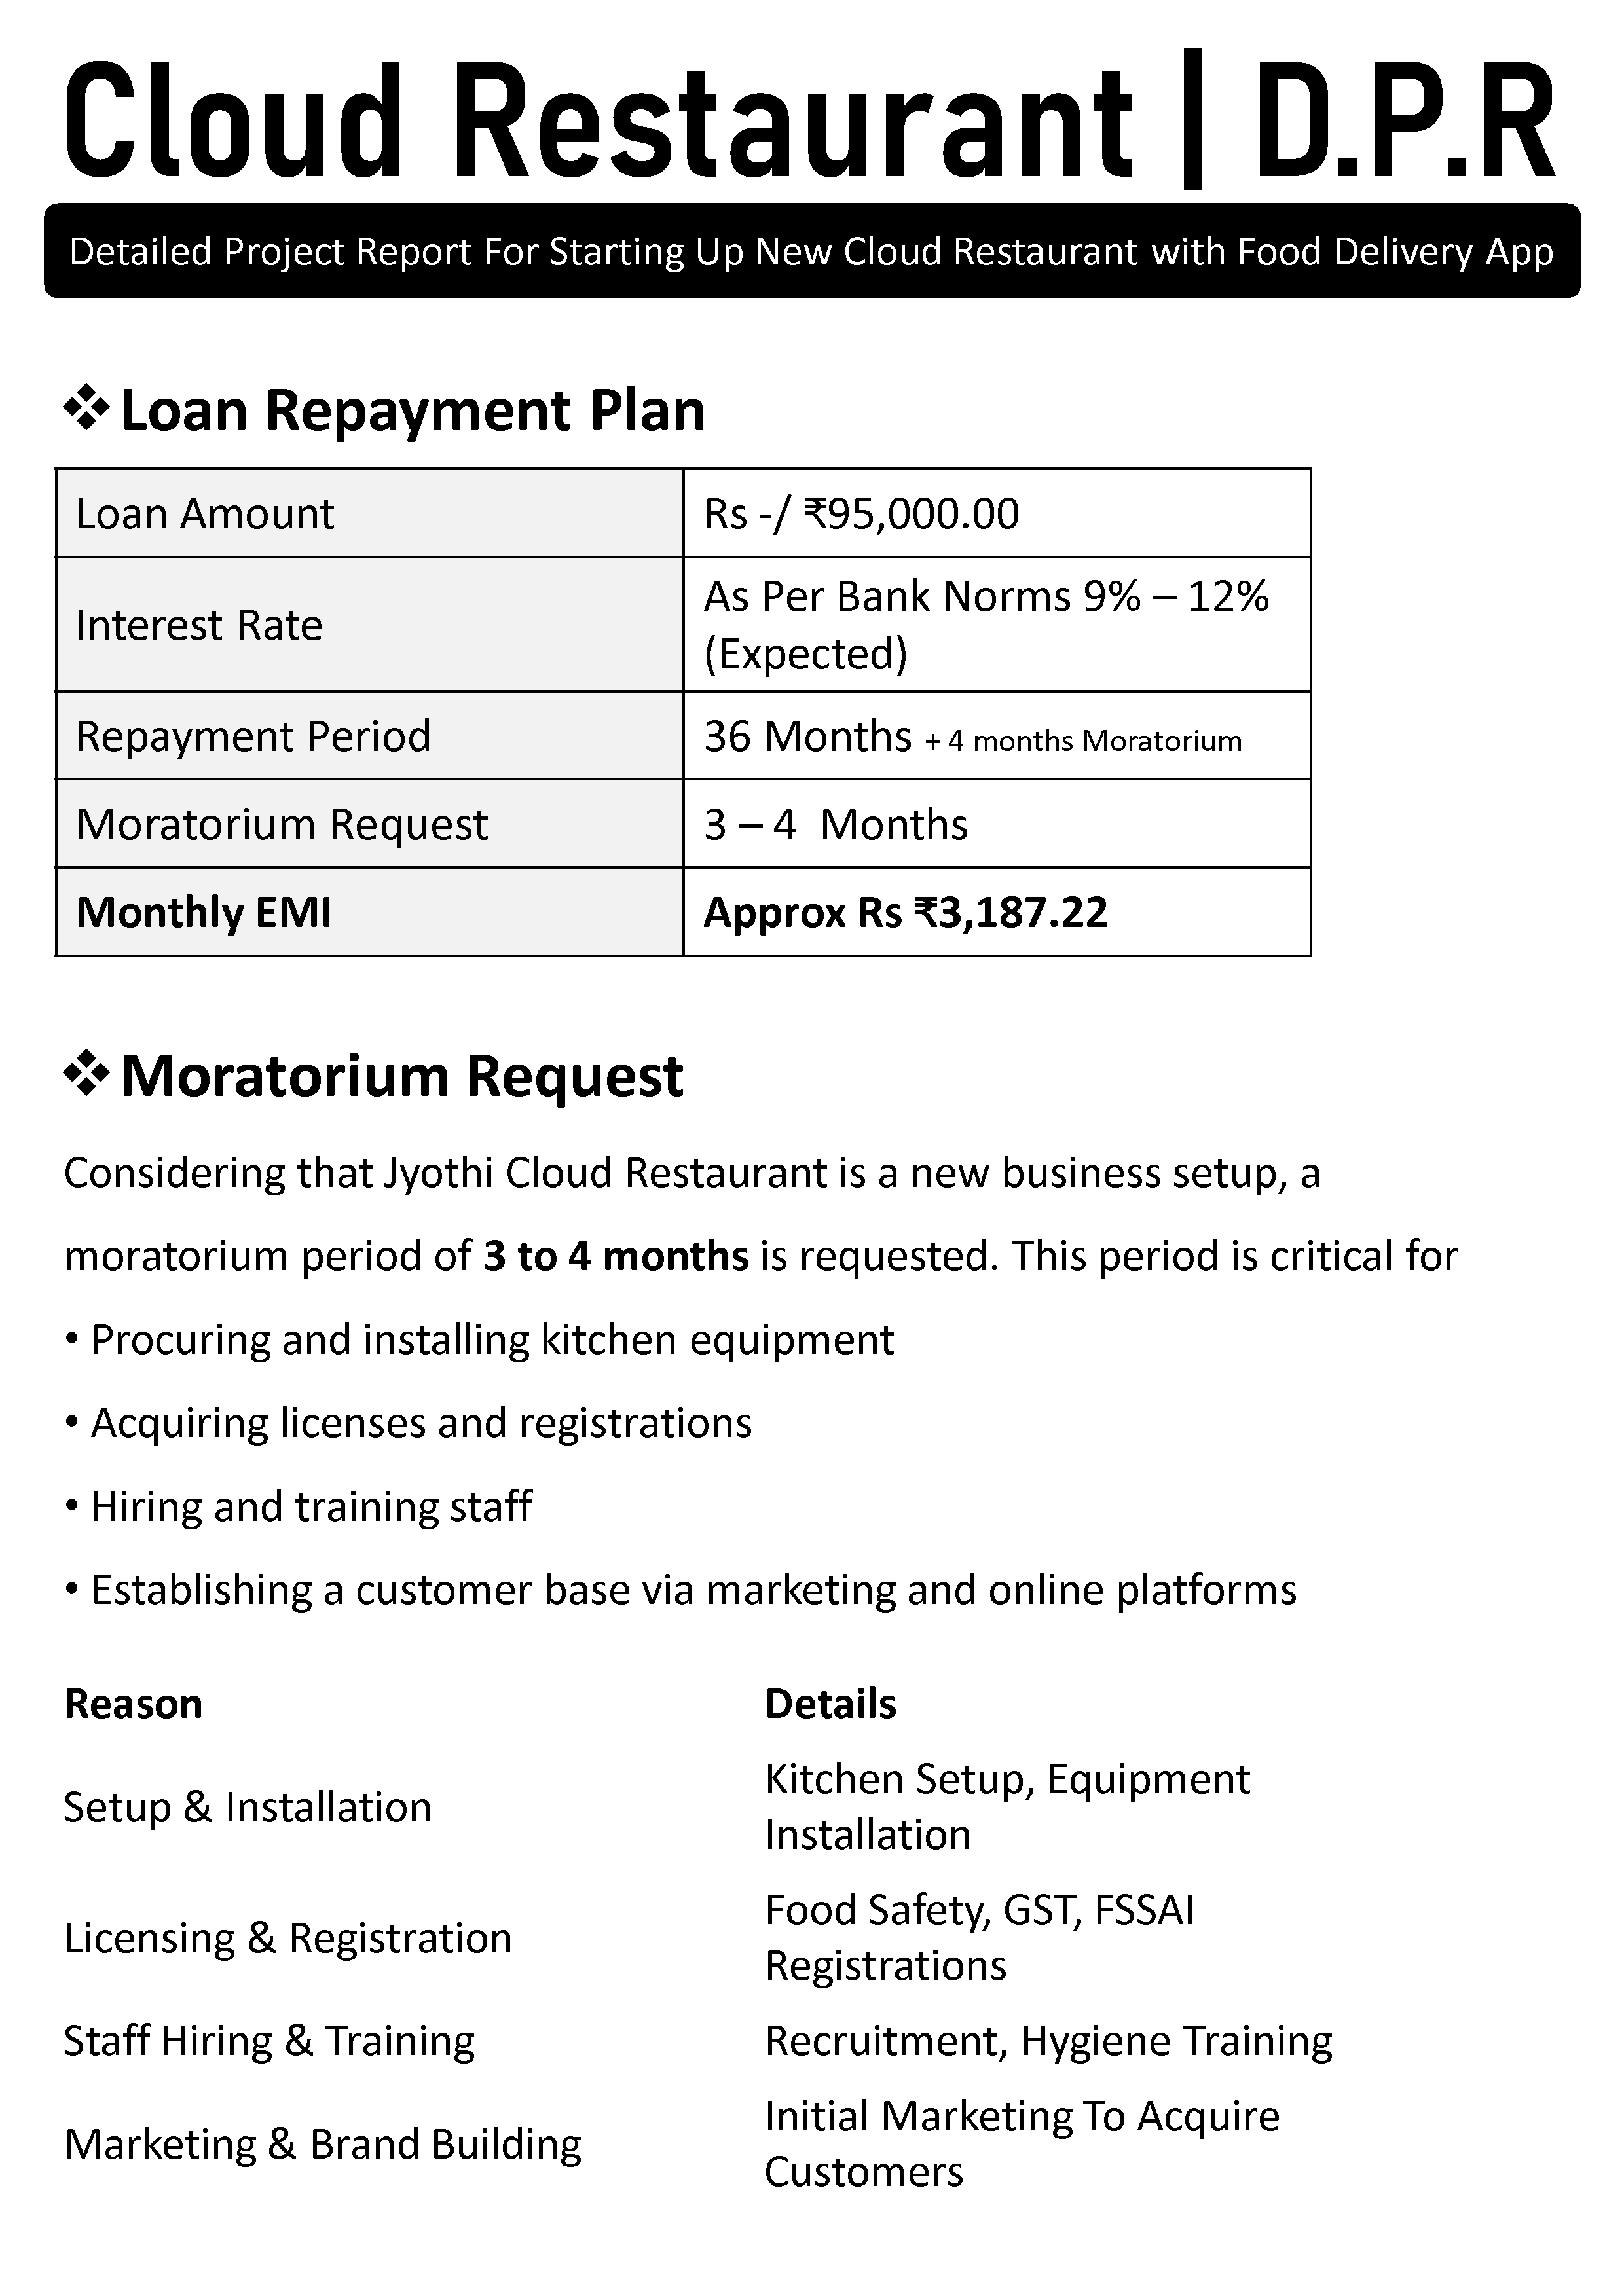 Cloud Restaurant | D.P.R
Detailed Project Report For Starting Up New Cloud Restaurant with Food Delivery App
❖ Loan Repayment Plan
Loan Amount
Rs -/ ₹95,000.00
Interest Rate
As Per Bank Norms 9% – 12%
(Expected)
Repayment Period
36 Months + 4 months Moratorium
Moratorium Request
3 – 4 Months
Monthly EMI
Approx Rs ₹3,187.22
❖ Moratorium Request
Considering that Jyothi Cloud Restaurant is a new business setup, a
moratorium period of 3 to 4 months is requested. This period is critical for
• Procuring and installing kitchen equipment
• Acquiring licenses and registrations
• Hiring and training staff
• Establishing a customer base via marketing and online platforms
Reason
Details
Setup & Installation
Kitchen Setup, Equipment
Installation
Licensing & Registration
Food Safety, GST, FSSAI
Registrations
Staff Hiring & Training
Recruitment, Hygiene Training
Marketing & Brand Building
Initial Marketing To Acquire
Customers